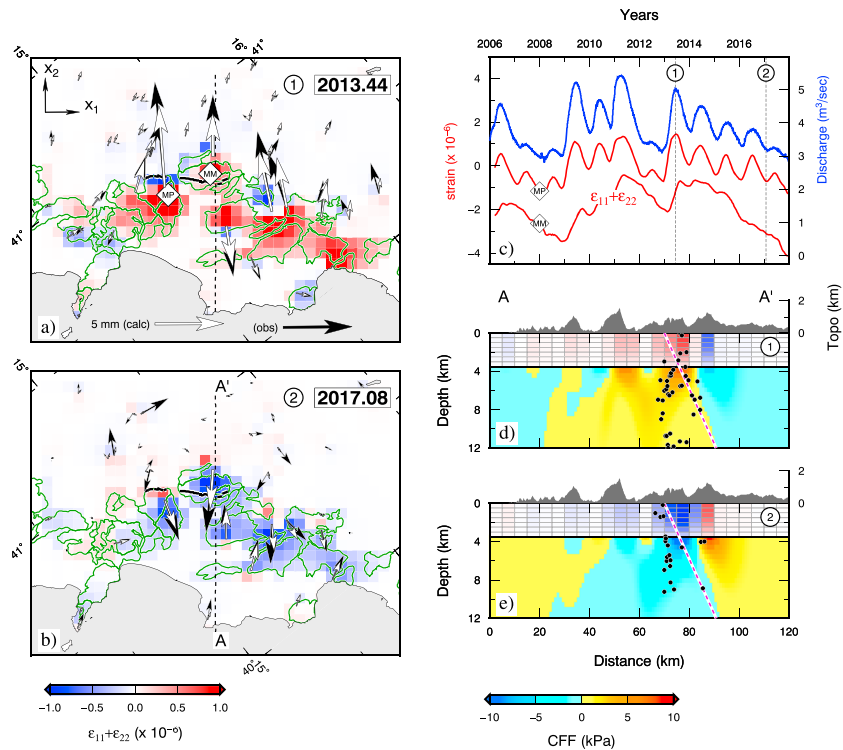 15°
16° 41°
x₂
x₁
1
2013.44
MP
MM
41°
a)
5 mm (calc)
(obs)
15°
2
2017.08
A'
41°
b)
A
40° 15°
−1.0 −0.5 0.0 0.5 1.0
ε₁₁+ε₂₂ (x 10⁻⁶)
Years
2006 2008 2010 2012 2014 2016
1
2
4
2
0
−2
−4
strain (x 10⁻⁶)
5
4
3
2
1
0
Discharge (m³/sec)
MP
MM
ε₁₁+ε₂₂
c)
A
A'
2
0
Topo (km)
0
4
8
12
Depth (km)
1
d)
2
0
0
4
8
12
Depth (km)
2
e)
0 20 40 60 80 100 120
Distance (km)
−10 −5 0 5 10
CFF (kPa)